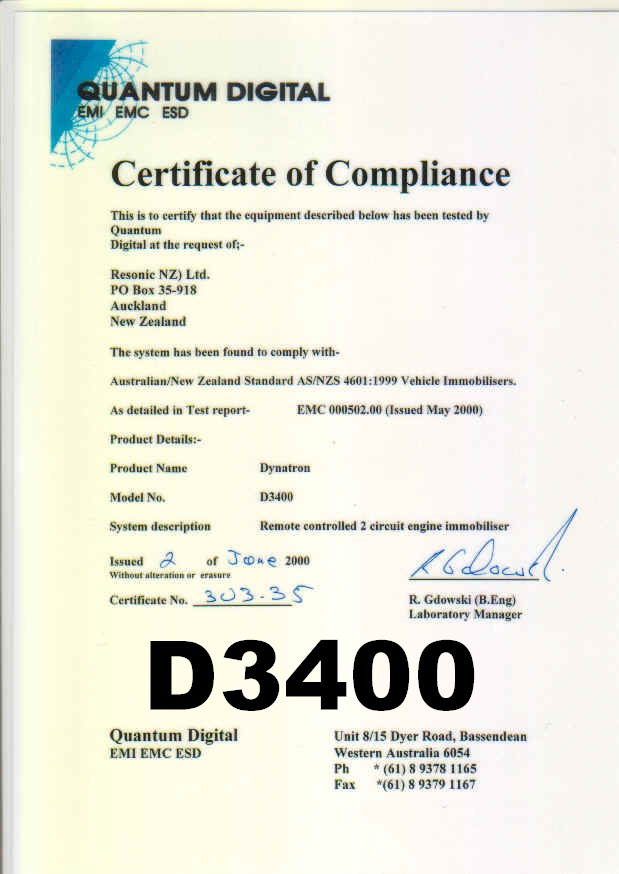 QUANTUM DIGITAL
EMI EMC ESD
Certificate of Compliance
This is to certify that the equipment described below has been tested by
Quantum
Digital at the request of;-
Resonic NZ) Ltd.
PO Box 35-918
Auckland
New Zealand
The system has been found to comply with-
Australian/New Zealand Standard AS/NZS 4601:1999 Vehicle Immobilisers.
As detailed in Test report- EMC 000502.00 (Issued May 2000)
Product Details:-
Product Name Dynatron
Model No. D3400
System description Remote controlled 2 circuit engine immobiliser
Issued 2 of June 2000
Without alteration or erasure
Certificate No. 303.35
R Gdowski
R. Gdowski (B.Eng)
Laboratory Manager
D3400
Quantum Digital
EMI EMC ESD
Unit 8/15 Dyer Road, Bassendean
Western Australia 6054
Ph * (61) 8 9378 1165
Fax *(61) 8 9379 1167